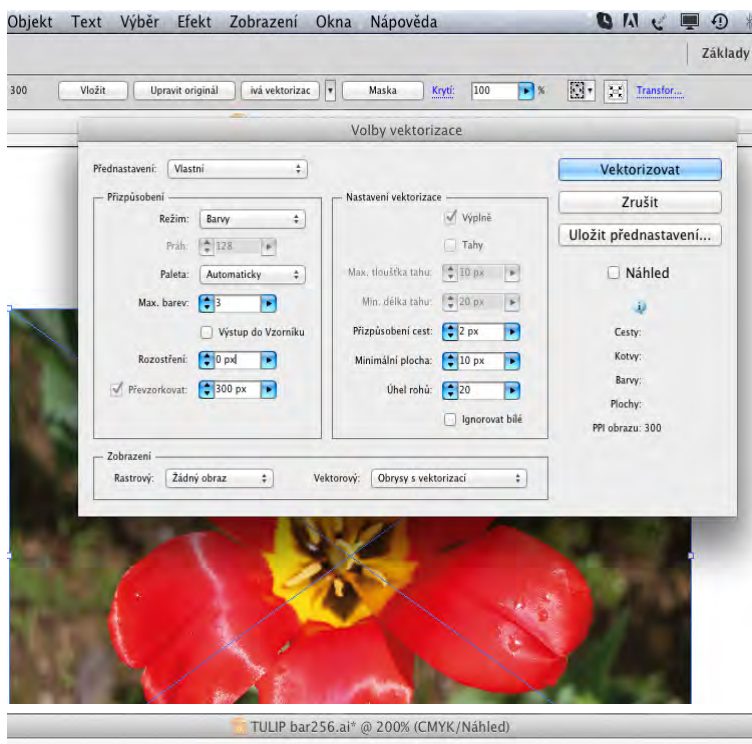 Objekt Text Výběr Efekt Zobrazení Okna Nápověda
Základy
300 Vložit Upravit originál ivá vektorizac Maska Krytí: 100 % Transfor...
Volby vektorizace
Přednastavení: Vlastní
Vektorizovat
Přizpůsobení
Nastavení vektorizace
Zrušit
Režim: Barvy
Výplně
Uložit přednastavení...
Práh: 128
Tahy
Paleta: Automaticky
Max. tloušťka tahu: 10 px
Náhled
Max. barev: 3
Min. délka tahu: 20 px
Výstup do Vzorníku
Přizpůsobení cest: 2 px
Cesty:
Rozostření: 0 px
Minimální plocha: 10 px
Kotvy:
Převzorkovat: 300 px
Úhel rohů: 20
Barvy:
Plochy:
Ignorovat bílé
PPI obrazu: 300
Zobrazení
Rastrový: Žádný obraz Vektorový: Obrysy s vektorizací
TULIP bar256.ai* @ 200% (CMYK/Náhled)